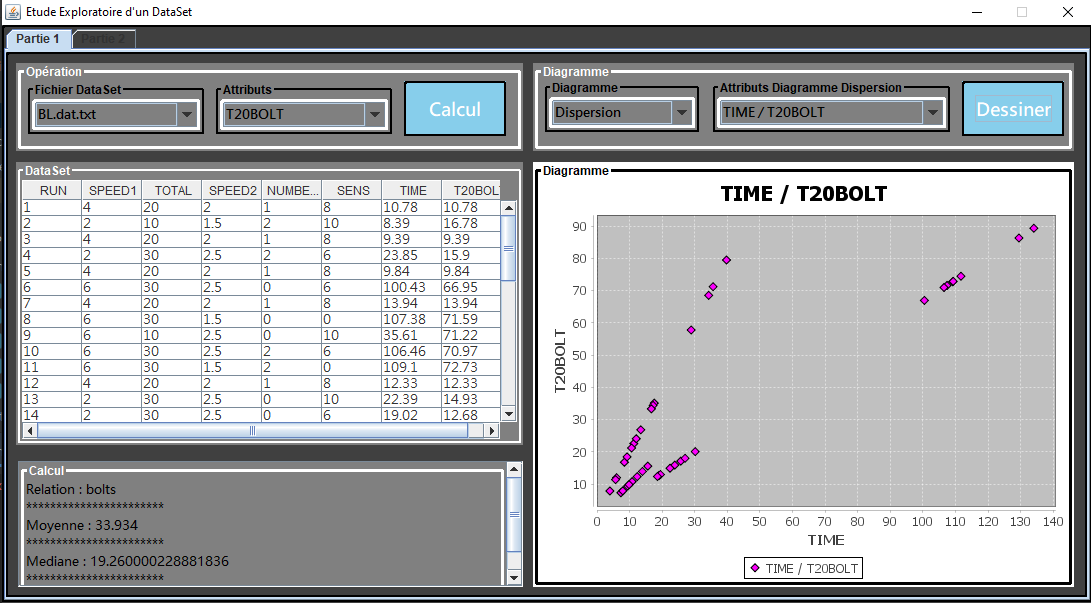 Etude Exploratoire d'un DataSet
Partie 1 Partie 2
Opération
Fichier DataSet Attributs
BL.dat.txt T20BOLT Calcul
Diagramme
Diagramme Attributs Diagramme Dispersion
Dispersion TIME / T20BOLT Dessiner
DataSet
RUN SPEED1 TOTAL SPEED2 NUMBE... SENS TIME T20BOL
1 4 20 2 1 8 10.78 10.78
2 2 10 1.5 2 10 8.39 16.78
3 4 20 2 1 8 9.39 9.39
4 2 30 2.5 2 6 23.85 15.9
5 4 20 2 1 8 9.84 9.84
6 6 30 2.5 0 6 100.43 66.95
7 4 20 2 1 8 13.94 13.94
8 6 30 1.5 0 0 107.38 71.59
9 6 10 2.5 0 10 35.61 71.22
10 6 30 2.5 2 6 106.46 70.97
11 6 30 1.5 2 0 109.1 72.73
12 4 20 2 1 8 12.33 12.33
13 2 30 2.5 0 10 22.39 14.93
14 2 30 2.5 0 6 19.02 12.68
Calcul
Relation : bolts
***********************
Moyenne : 33.934
***********************
Mediane : 19.260000228881836
***********************
Diagramme
TIME / T20BOLT
T20BOLT
90
80
70
60
50
40
30
20
10
0 10 20 30 40 50 60 70 80 90 100 110 120 130 140
TIME
TIME / T20BOLT